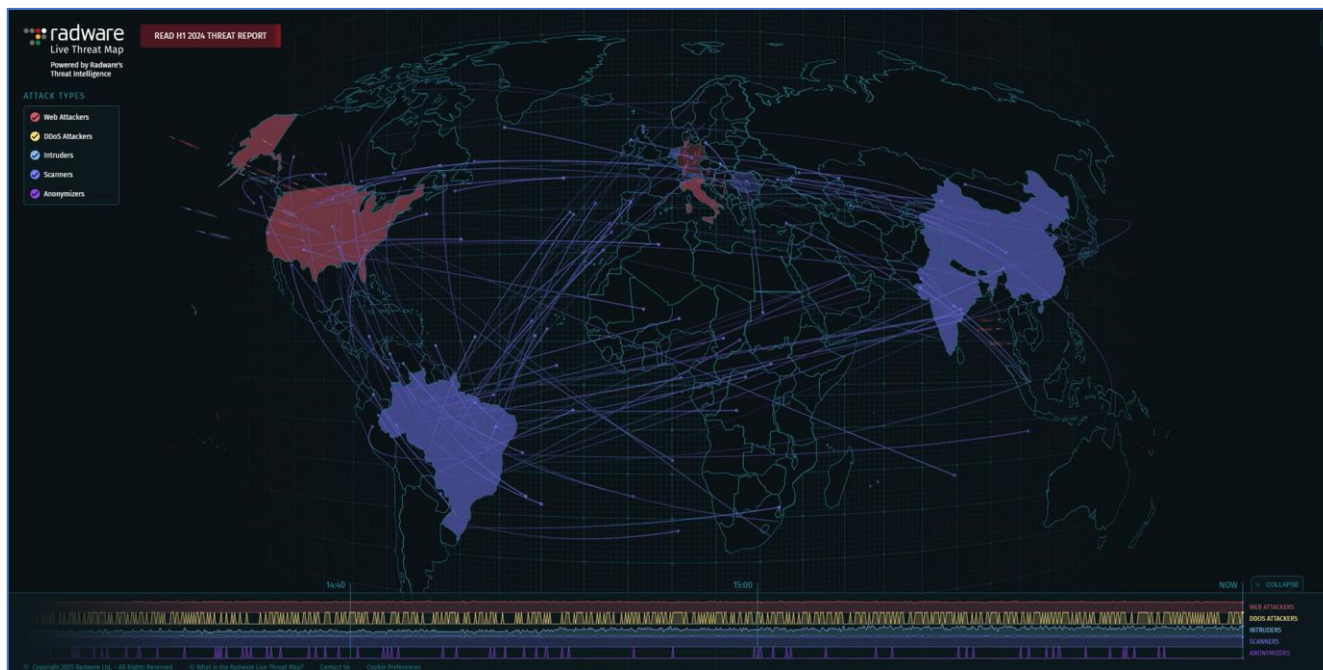 radware
Live Threat Map
Powered by Radware's
Threat Intelligence
READ H1 2024 THREAT REPORT
ATTACK TYPES
Web Attackers
DDoS Attackers
Intruders
Scanners
Anonymizers
14:40
15:00
NOW
COLLAPSE
WEB ATTACKERS
DDOS ATTACKERS
INTRUDERS
SCANNERS
ANONYMIZERS
© Copyright 2025 Radware Ltd. - All Rights Reserved
What is the Radware Live Threat Map?
Contact Us
Cookie Preferences